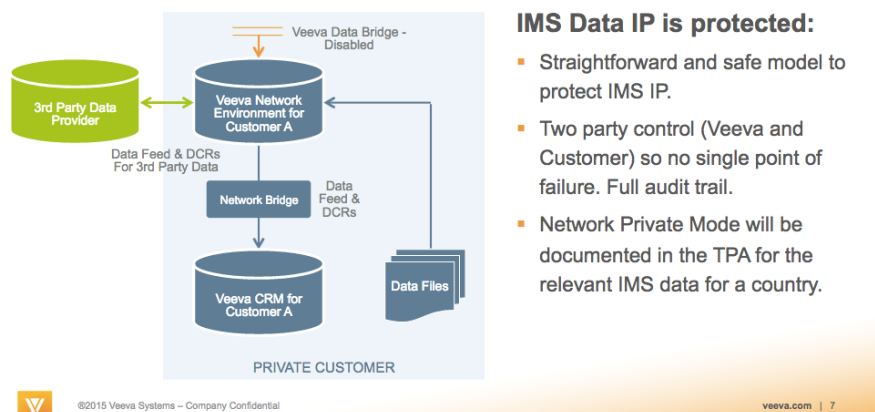 Veeva Data Bridge -
Disabled
3rd Party Data
Provider
Veeva Network
Environment for
Customer A
Data Feed & DCRs
For 3rd Party Data
Network Bridge
Data
Feed &
DCRs
Veeva CRM for
Customer A
Data Files
PRIVATE CUSTOMER
IMS Data IP is protected:
Straightforward and safe model to
protect IMS IP.
Two party control (Veeva and
Customer) so no single point of
failure. Full audit trail.
Network Private Mode will be
documented in the TPA for the
relevant IMS data for a country.
©2015 Veeva Systems – Company Confidential
veeva.com | 7